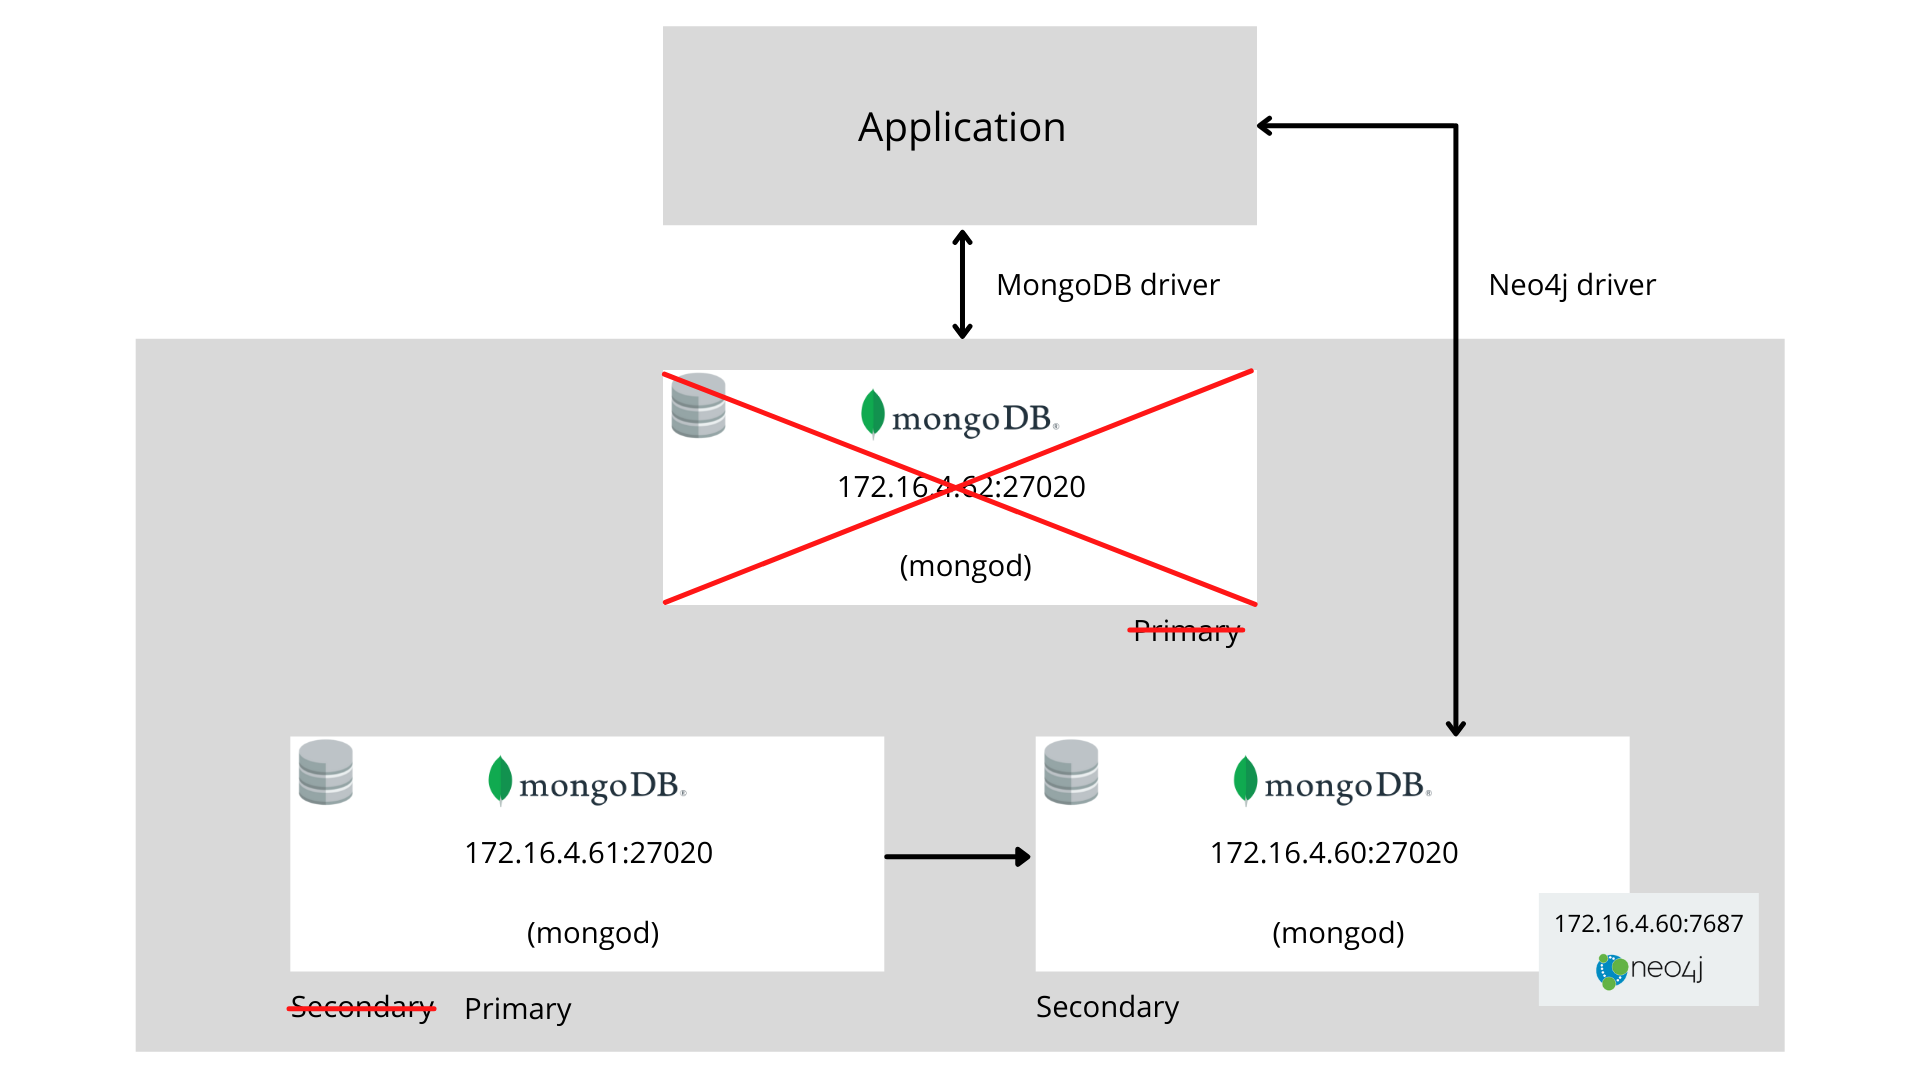 Application
MongoDB driver
Neo4j driver
mongoDB®
172.16.4.62:27020
(mongod)
Primary
mongoDB®
172.16.4.61:27020
(mongod)
Secondary Primary
mongoDB®
172.16.4.60:27020
(mongod)
Secondary
172.16.4.60:7687
neo4j